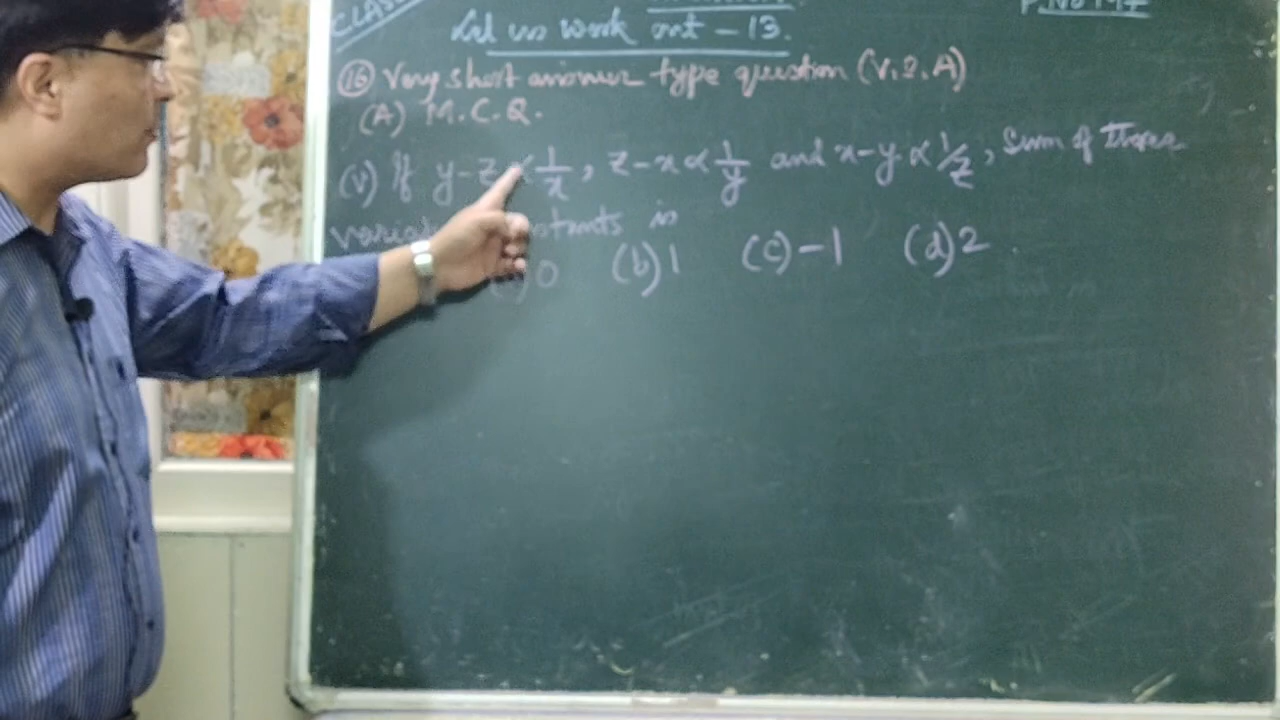 Let us work out - 13.
(16) Very short answer type question (V.S.A)
(A) M.C.Q.
(v) If y-z ∝ 1/x, z-x ∝ 1/y and x-y ∝ 1/z, Sum of three
is
0 (b) 1 (c) -1 (d) 2